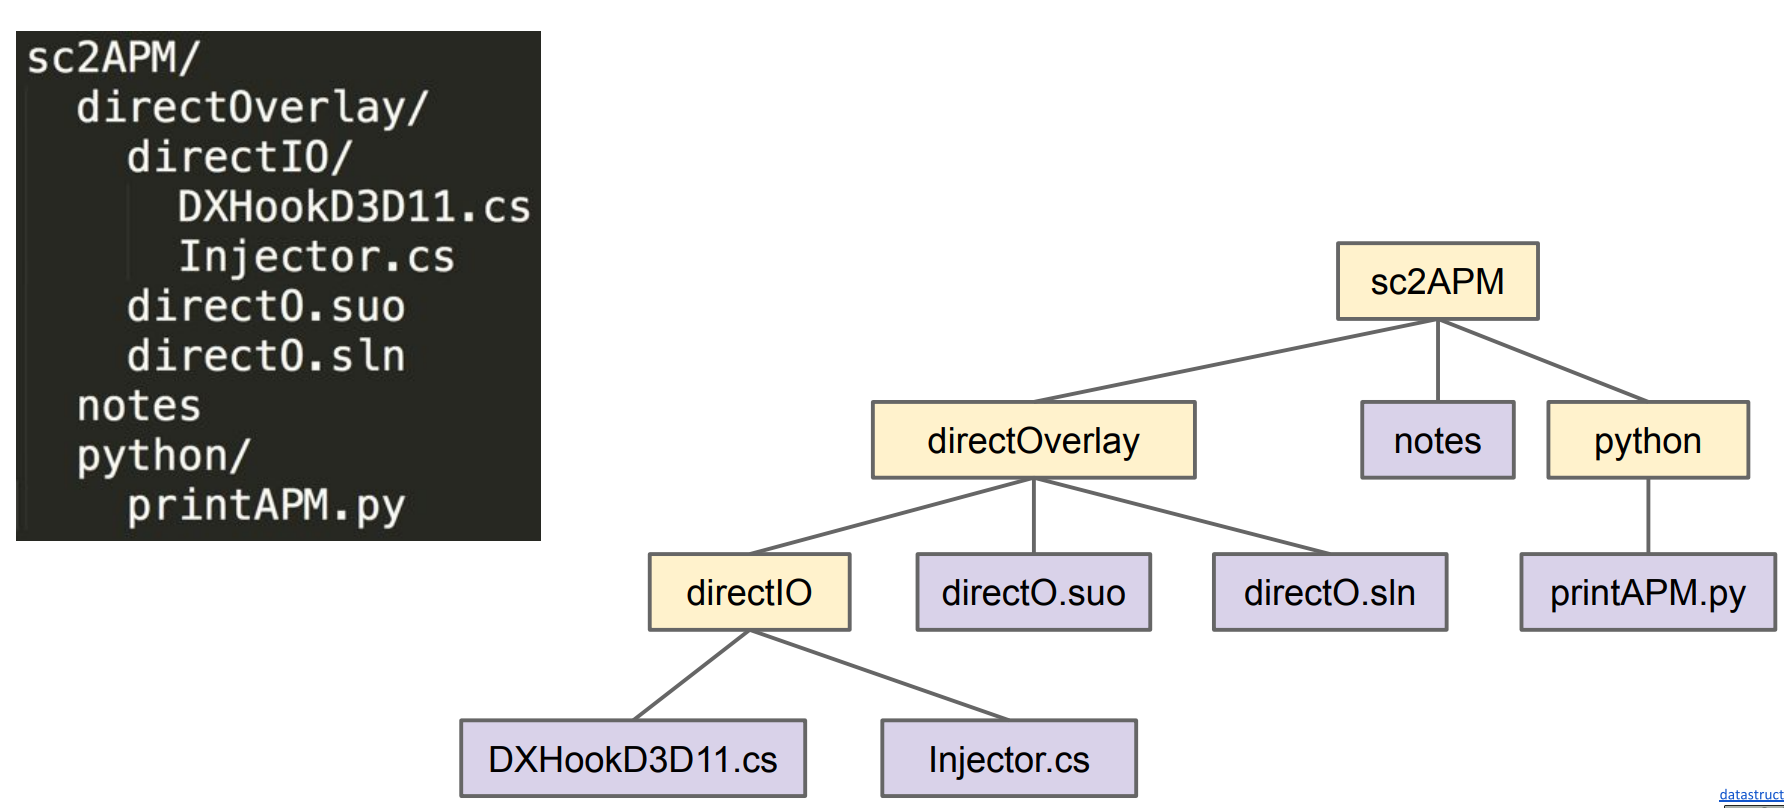 sc2APM/
directOverlay/
directIO/
DXHookD3D11.cs
Injector.cs
directO.suo
directO.sln
notes
python/
printAPM.py
sc2APM
directOverlay
notes
python
directIO
directO.suo
directO.sln
printAPM.py
DXHookD3D11.cs
Injector.cs
datastruct